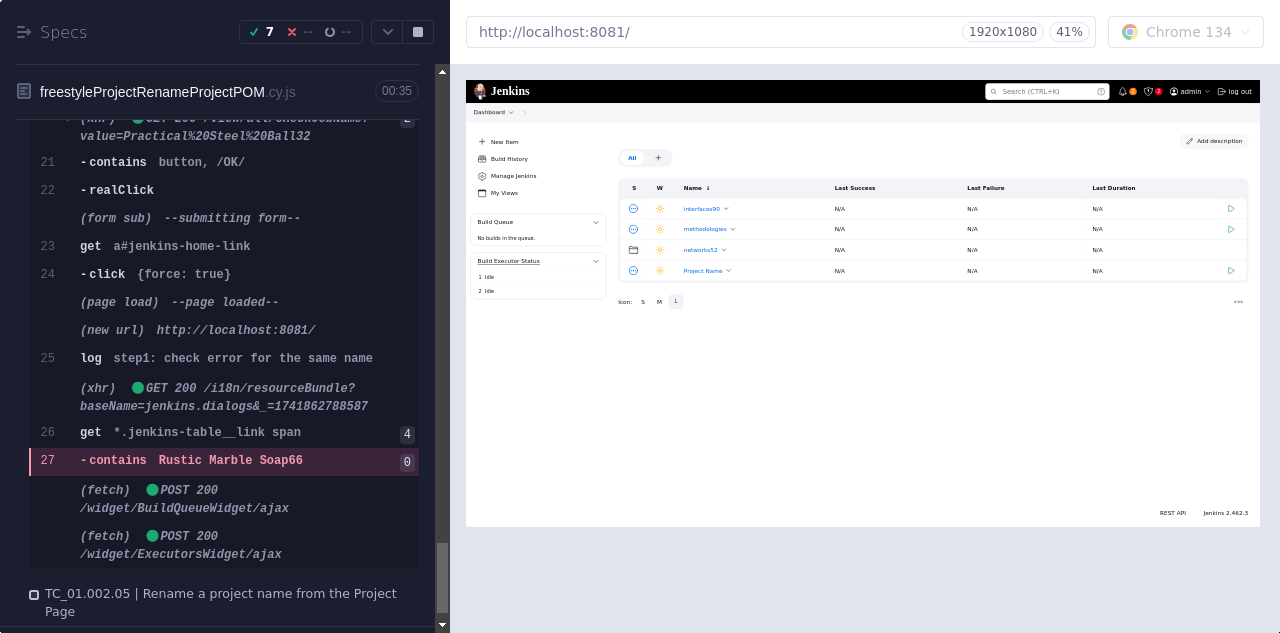 Specs
7
--
--
freestyleProjectRenameProjectPOM.cy.js
00:35
(xhr) GET 200 /view/all/checkJobName?
value=Practical%20Steel%20Ball32
2
21 -contains button, /OK/
22 -realClick
(form sub) --submitting form--
23 get a#jenkins-home-link
24 -click {force: true}
(page load) --page loaded--
(new url) http://localhost:8081/
25 log step1: check error for the same name
(xhr) GET 200 /i18n/resourceBundle?
baseName=jenkins.dialogs&_=1741862788587
26 get *.jenkins-table__link span 4
27 -contains Rustic Marble Soap66 0
(fetch) POST 200
/widget/BuildQueueWidget/ajax
(fetch) POST 200
/widget/ExecutorsWidget/ajax
TC_01.002.05 | Rename a project name from the Project
Page
http://localhost:8081/
1920x1080
41%
Chrome 134
Jenkins
Search (CTRL+K)
2
2
admin
log out
Dashboard
New Item
Build History
Manage Jenkins
My Views
Build Queue
No builds in the queue.
Build Executor Status
1 Idle
2 Idle
Add description
All +
S W Name ↓ Last Success Last Failure Last Duration
interfaces90 N/A N/A N/A
methodologies N/A N/A N/A
networks52 N/A N/A N/A
Project Name N/A N/A N/A
Icon: S M L
REST API
Jenkins 2.462.3